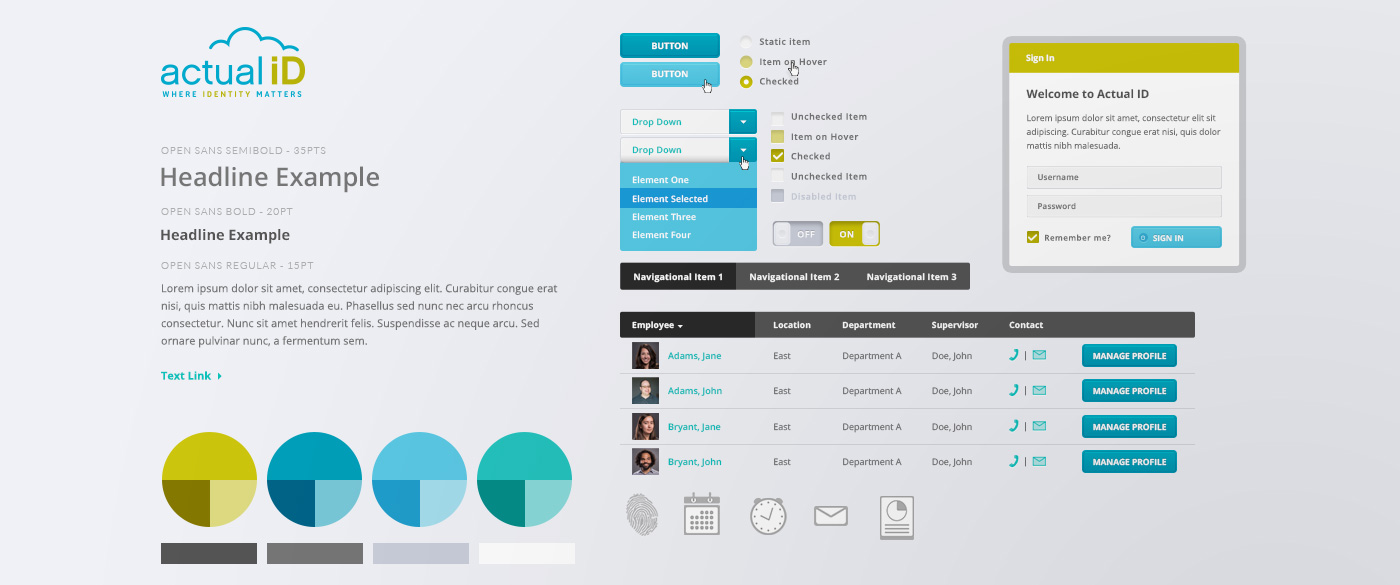 actual iD
WHERE IDENTITY MATTERS
OPEN SANS SEMIBOLD - 35PTS
Headline Example
OPEN SANS BOLD - 20PT
Headline Example
OPEN SANS REGULAR - 15PT
Lorem ipsum dolor sit amet, consectetur adipiscing elit. Curabitur congue erat
nisi, quis mattis nibh malesuada eu. Phasellus sed nunc nec arcu rhoncus
consectetur. Nunc sit amet hendrerit felis. Suspendisse ac neque arcu. Sed
ornare pulvinar nunc, a fermentum sem.
Text Link
BUTTON
BUTTON
Static item
Item on Hover
Checked
Drop Down
Drop Down
Element One
Element Selected
Element Three
Element Four
Unchecked Item
Item on Hover
Checked
Unchecked Item
Disabled Item
OFF ON
Navigational Item 1 Navigational Item 2 Navigational Item 3
Sign In
Welcome to Actual ID
Lorem ipsum dolor sit amet, consectetur elit sit
adipiscing. Curabitur congue erat nisi, quis dolor
mattis nibh malesuada.
Username
Password
Remember me? SIGN IN
Employee Location Department Supervisor Contact
Adams, Jane East Department A Doe, John | MANAGE PROFILE
Adams, John East Department A Doe, John | MANAGE PROFILE
Bryant, Jane East Department A Doe, John | MANAGE PROFILE
Bryant, John East Department A Doe, John | MANAGE PROFILE